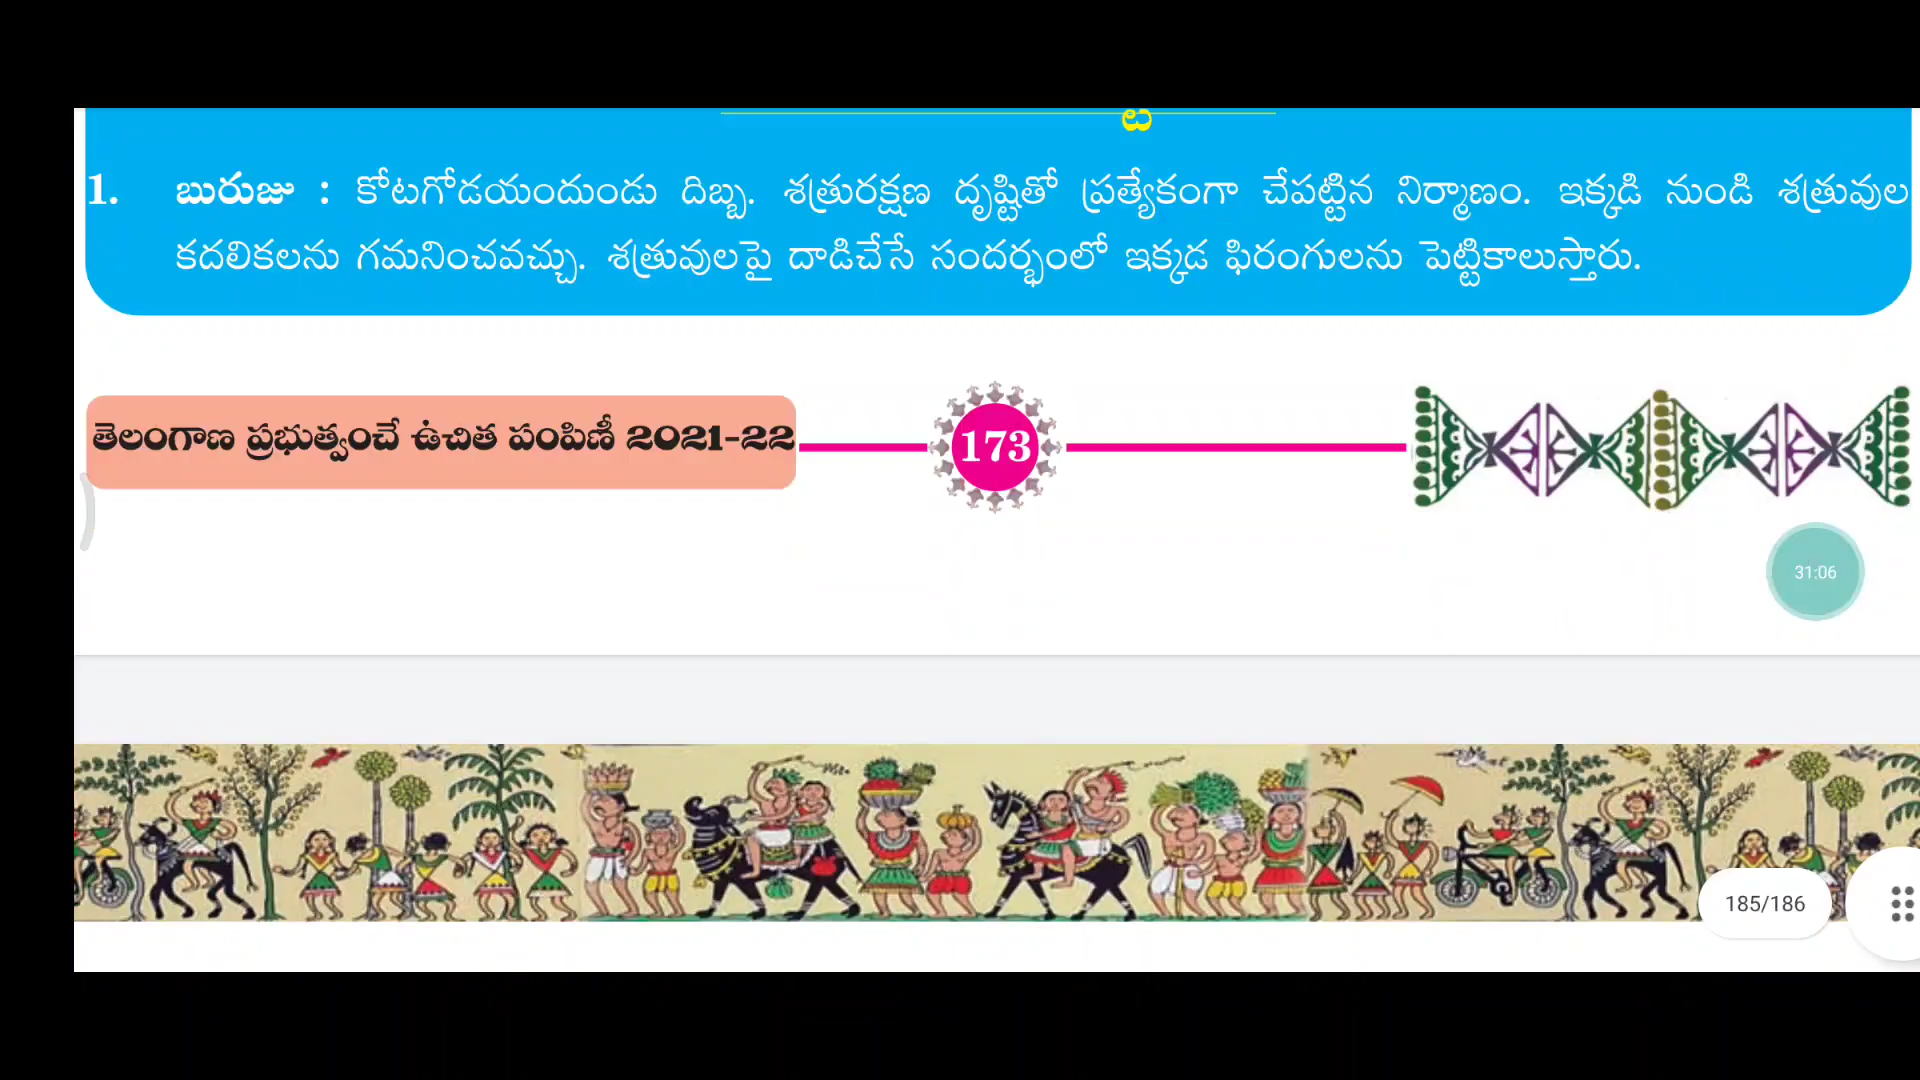 1. బురుజు : కోటగోడయందుండు దిబ్బ. శత్రురక్షణ దృష్టితో ప్రత్యేకంగా చేపట్టిన నిర్మాణం. ఇక్కడి నుండి శత్రువుల
కదలికలను గమనించవచ్చు. శత్రువులపై దాడిచేసే సందర్భంలో ఇక్కడ ఫిరంగులను పెట్టికాలుస్తారు.
తెలంగాణ ప్రభుత్వంచే ఉచిత పంపిణీ 2021-22
173
31:06
185/186